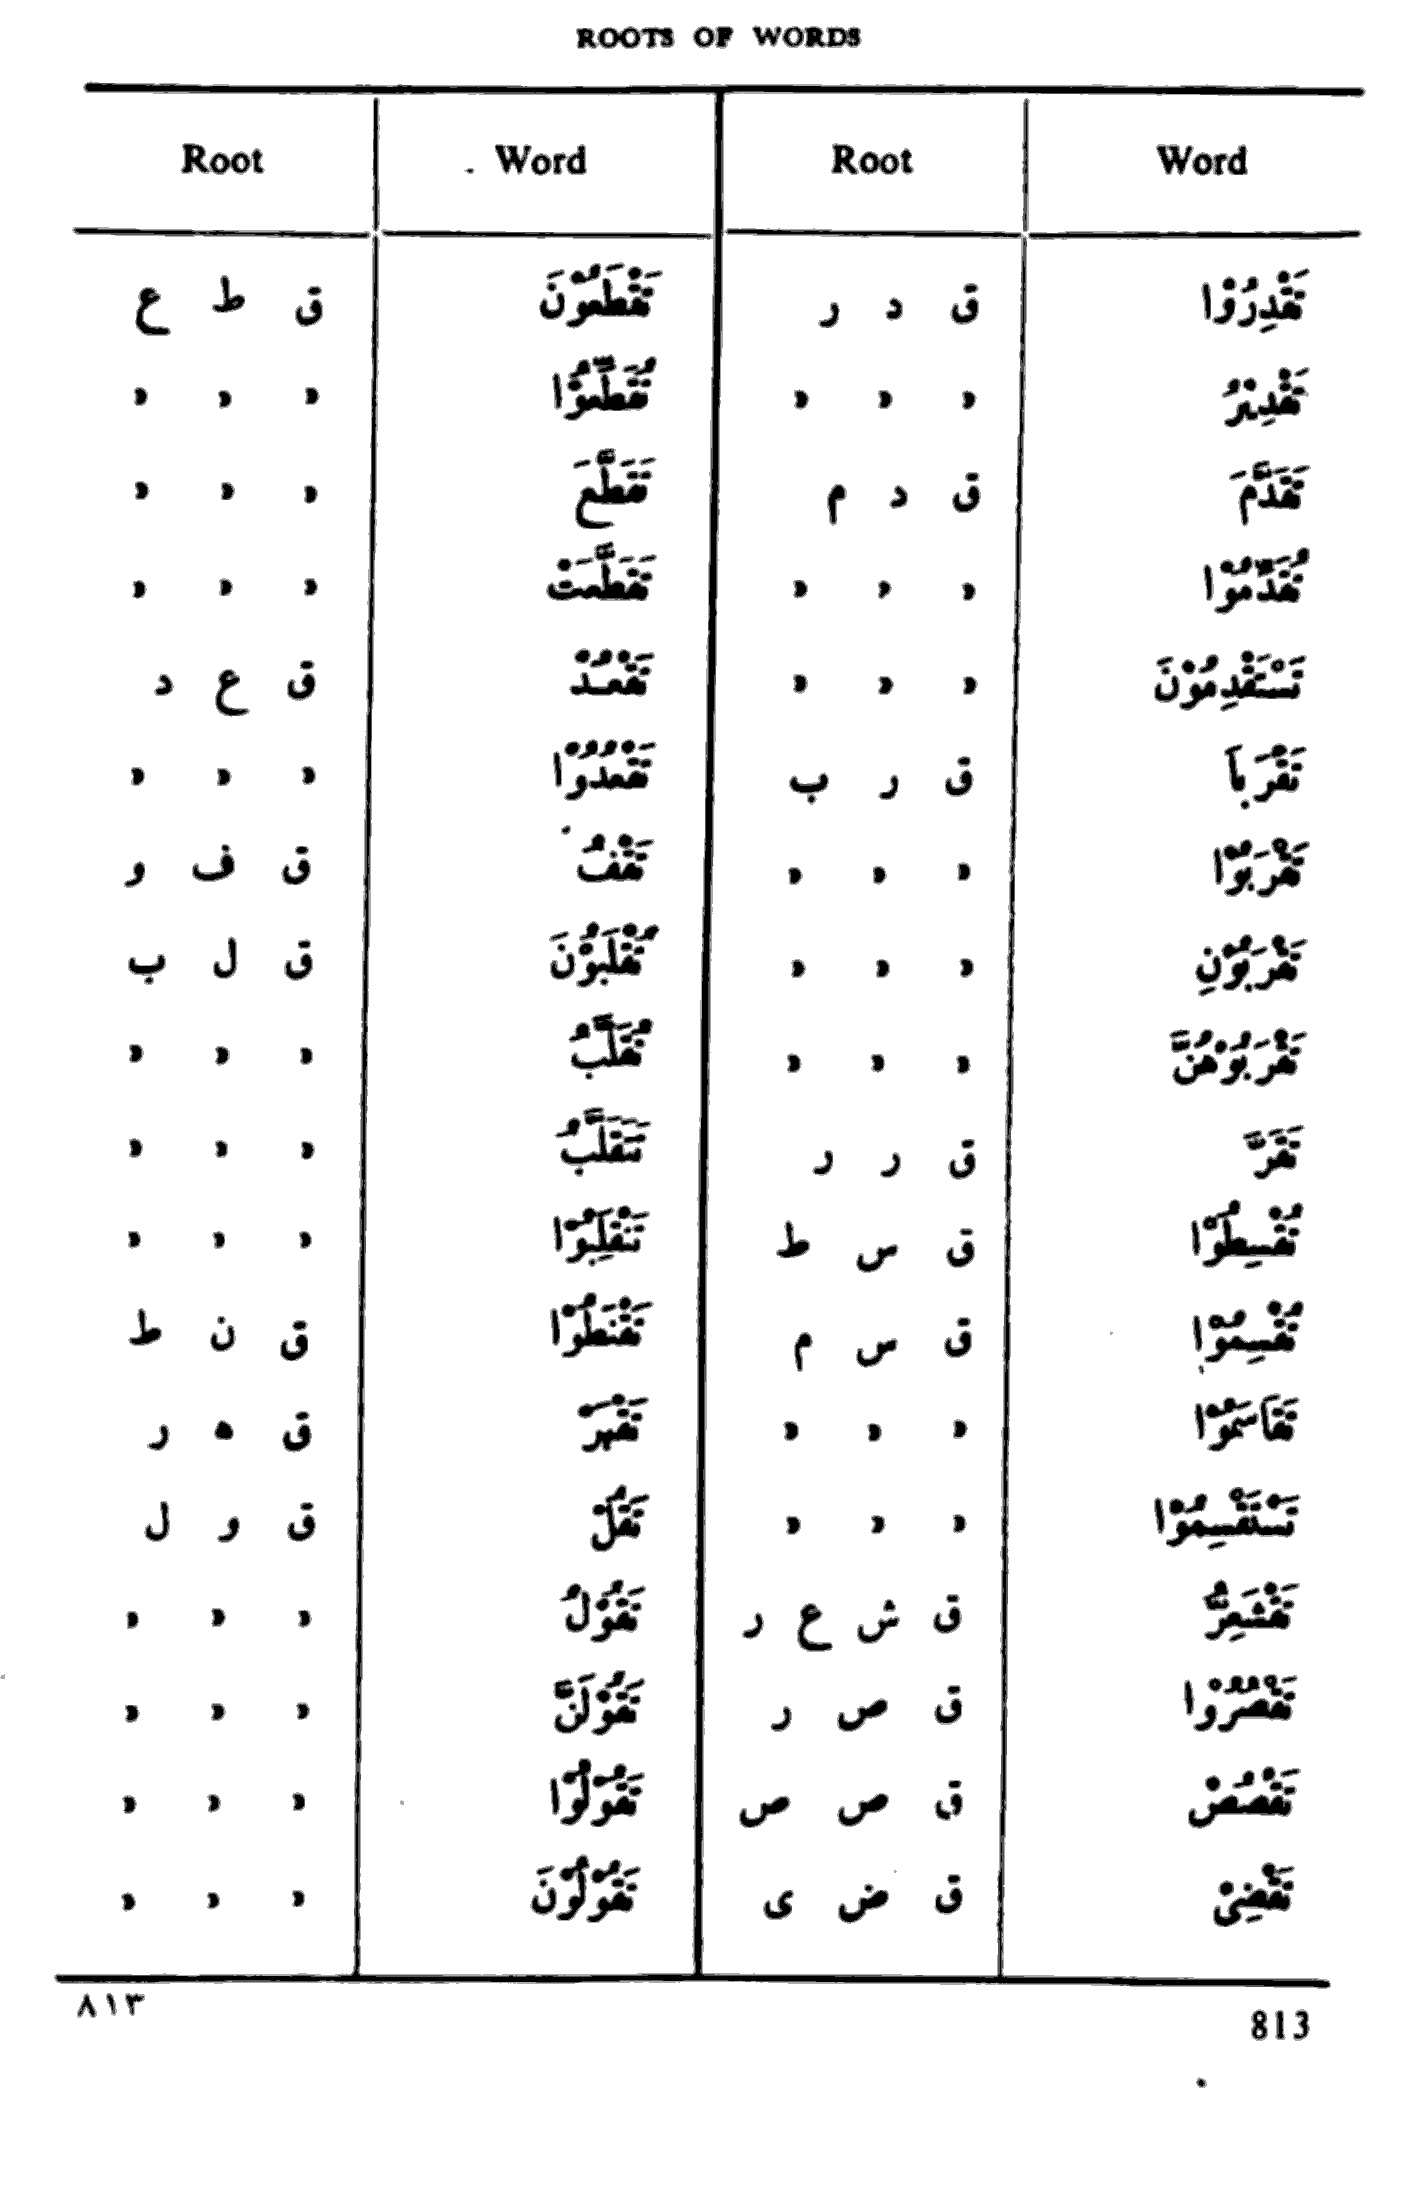 ROOTS OF WORDS
Root Word Root Word
تَقْدِرُوْا ق د ر تَقْطَعُوْنَ ق ط ع
تَقْدِيْرُ » » » تُقَطِّعُوْا » » »
تَقَدَّمَ ق د م تَقَطَّعَ » » »
تُقَدِّمُوْا » » » تَقَطَّعَتْ » » »
تَسْتَقْدِمُوْنَ » » » تَقْعُدْ ق ع د
تَقْرَبَا ق ر ب تَقْعُدُوْا » » »
تَقْرَبُوْا » » » تَقْفُ ق ف و
تَقْرَبُوْنِ » » » تُقْلَبُوْنَ ق ل ب
تَقْرَبُوْهُنَّ » » » تُقَلَّبُ » » »
تَقَرَّ ق ر ر تَتَقَلَّبُ » » »
تُقْسِطُوْا ق س ط تَنْقَلِبُوْا » » »
تُقْسِمُوْا ق س م تَقْنَطُوْا ق ن ط
تَقَاسَمُوْا » » » تَقْهَرْ ق ه ر
تَسْتَقْسِمُوْا » » » تَقُلْ ق و ل
تَقْشَعِرُّ ق ش ع ر تَقُوْلُ » » »
تَقْصُرُوْا ق ص ر تَقُوْلَنَّ » » »
تَقْصُصْ ق ص ص تَقُوْلُوْا » » »
تَقْضِىْ ق ض ى تَقُوْلُوْنَ » » »
٨١٣
813